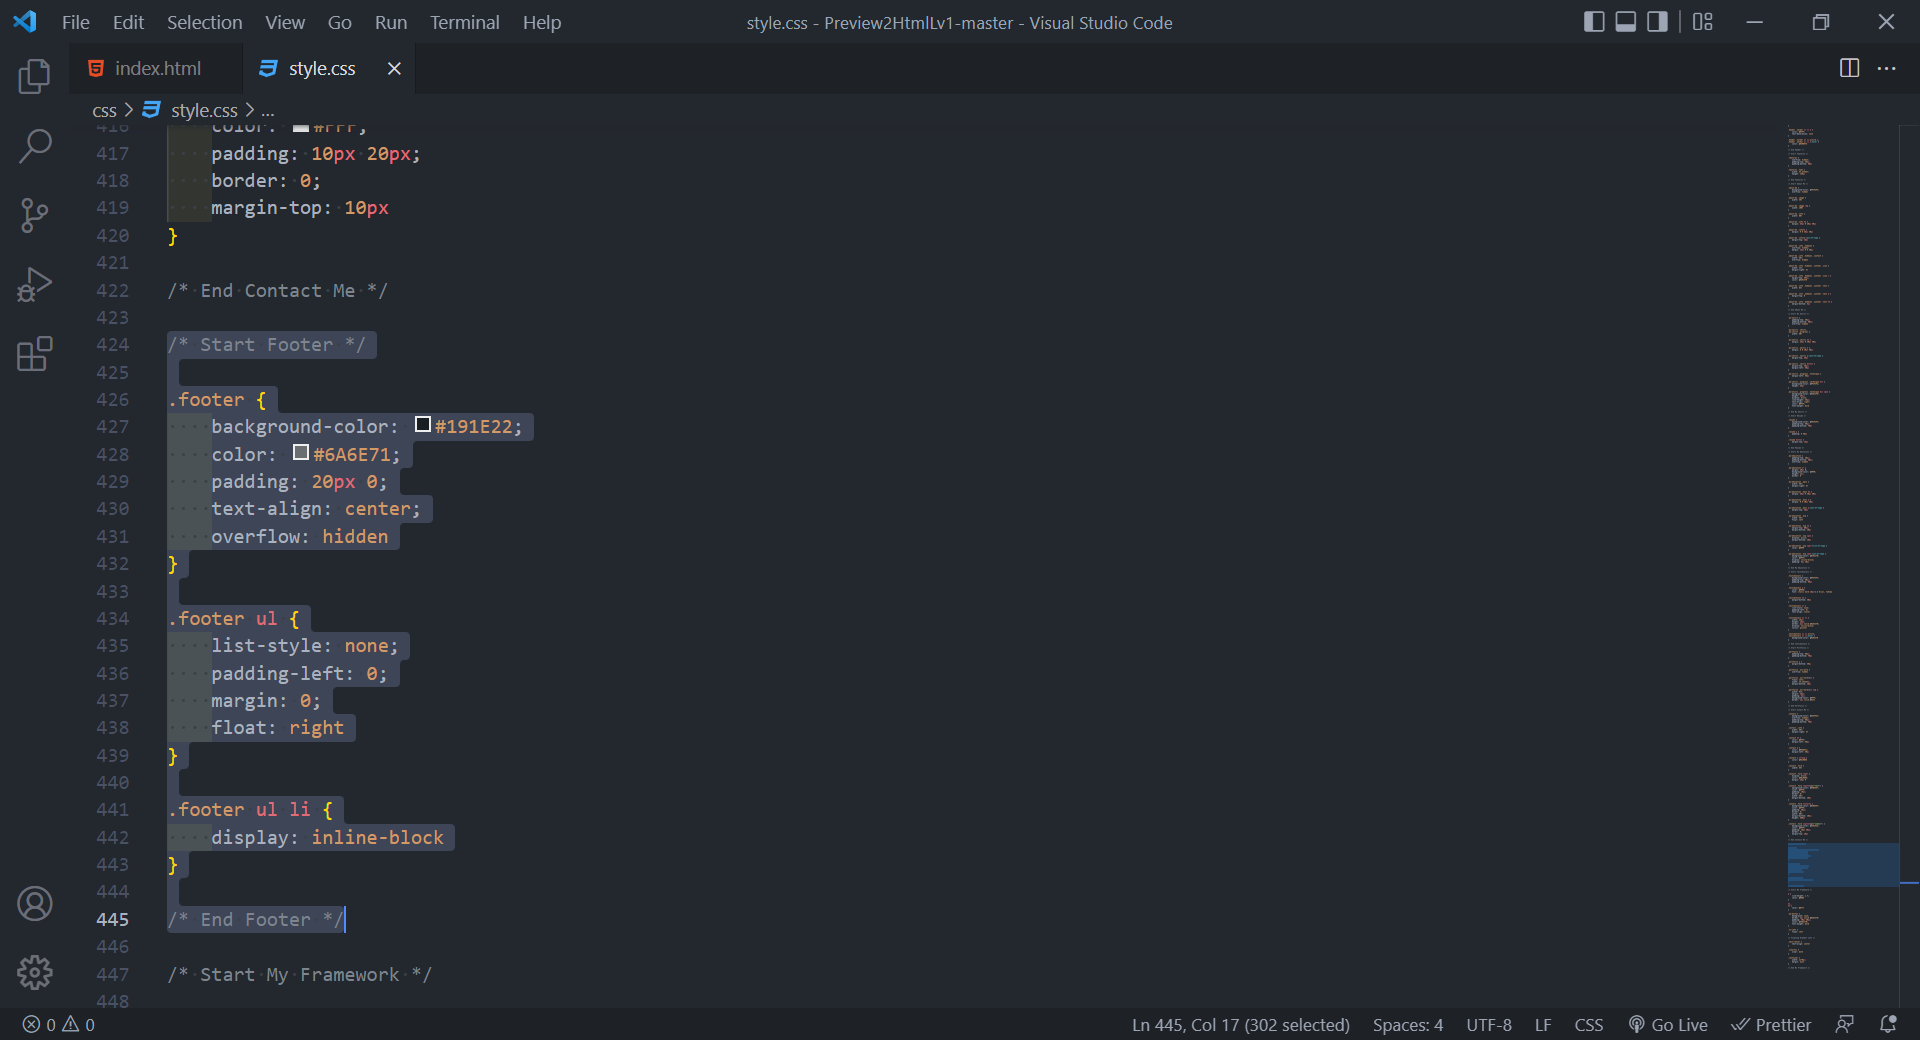 File Edit Selection View Go Run Terminal Help
style.css - Preview2HtmlLv1-master - Visual Studio Code
index.html
style.css
css > style.css > ...
416 color: #FFF;
417 padding: 10px 20px;
418 border: 0;
419 margin-top: 10px
420 }
421
422 /* End Contact Me */
423
424 /* Start Footer */
425
426 .footer {
427 background-color: #191E22;
428 color: #6A6E71;
429 padding: 20px 0;
430 text-align: center;
431 overflow: hidden
432 }
433
434 .footer ul {
435 list-style: none;
436 padding-left: 0;
437 margin: 0;
438 float: right
439 }
440
441 .footer ul li {
442 display: inline-block
443 }
444
445 /* End Footer */
446
447 /* Start My Framework */
448
0 0
Ln 445, Col 17 (302 selected) Spaces: 4 UTF-8 LF CSS Go Live Prettier